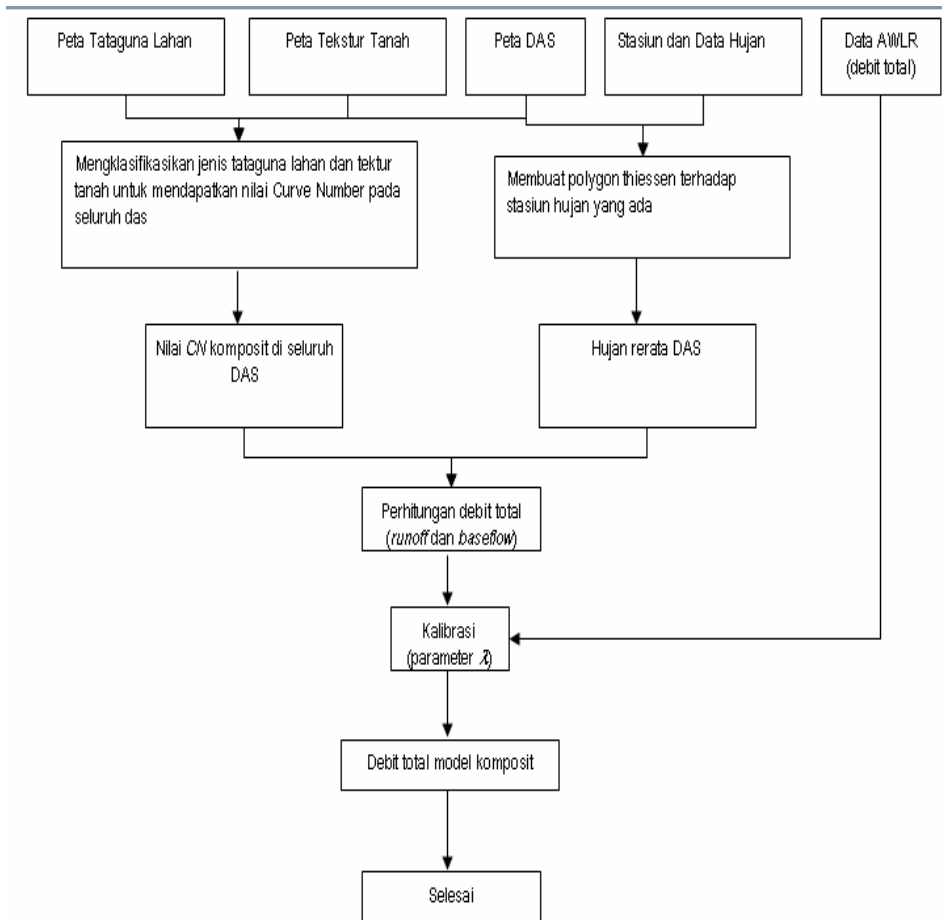 Peta Tataguna Lahan
Peta Tekstur Tanah
Peta DAS
Stasiun dan Data Hujan
Data AWLR
(debit total)
Mengklasifikasikan jenis tataguna lahan dan tektur
tanah untuk mendapatkan nilai Curve Number pada
seluruh das
Membuat polygon thiessen terhadap
stasiun hujan yang ada
Nilai CN komposit di seluruh
DAS
Hujan rerata DAS
Perhitungan debit total
(runoff dan baseflow)
Kalibrasi
(parameter λ)
Debit total model komposit
Selesai